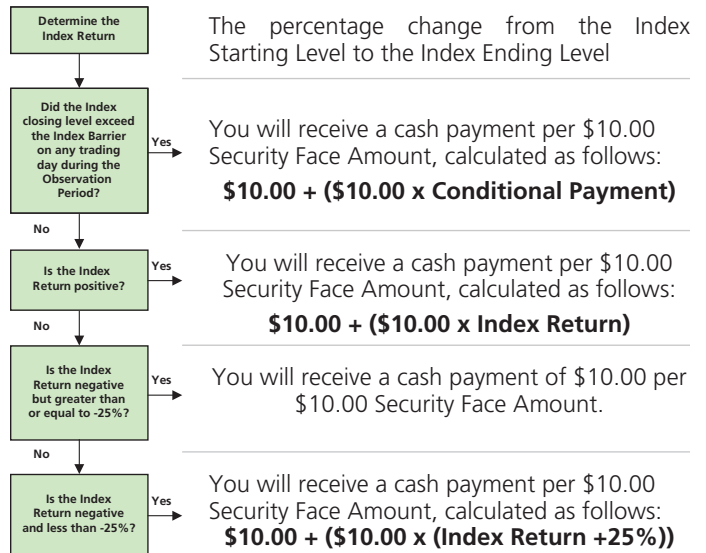 Determine the
Index Return
The percentage change from the Index
Starting Level to the Index Ending Level
Did the Index
closing level exceed
the Index Barrier
on any trading
day during the
Observation
Period?
Yes
You will receive a cash payment per $10.00
Security Face Amount, calculated as follows:
$10.00 + ($10.00 x Conditional Payment)
No
Is the Index
Return positive?
Yes
You will receive a cash payment per $10.00
Security Face Amount, calculated as follows:
$10.00 + ($10.00 x Index Return)
No
Is the Index
Return negative
but greater than
or equal to -25%?
Yes
You will receive a cash payment of $10.00 per
$10.00 Security Face Amount.
No
Is the Index
Return negative
and less than -25%?
Yes
You will receive a cash payment per $10.00
Security Face Amount, calculated as follows:
$10.00 + ($10.00 x (Index Return +25%))